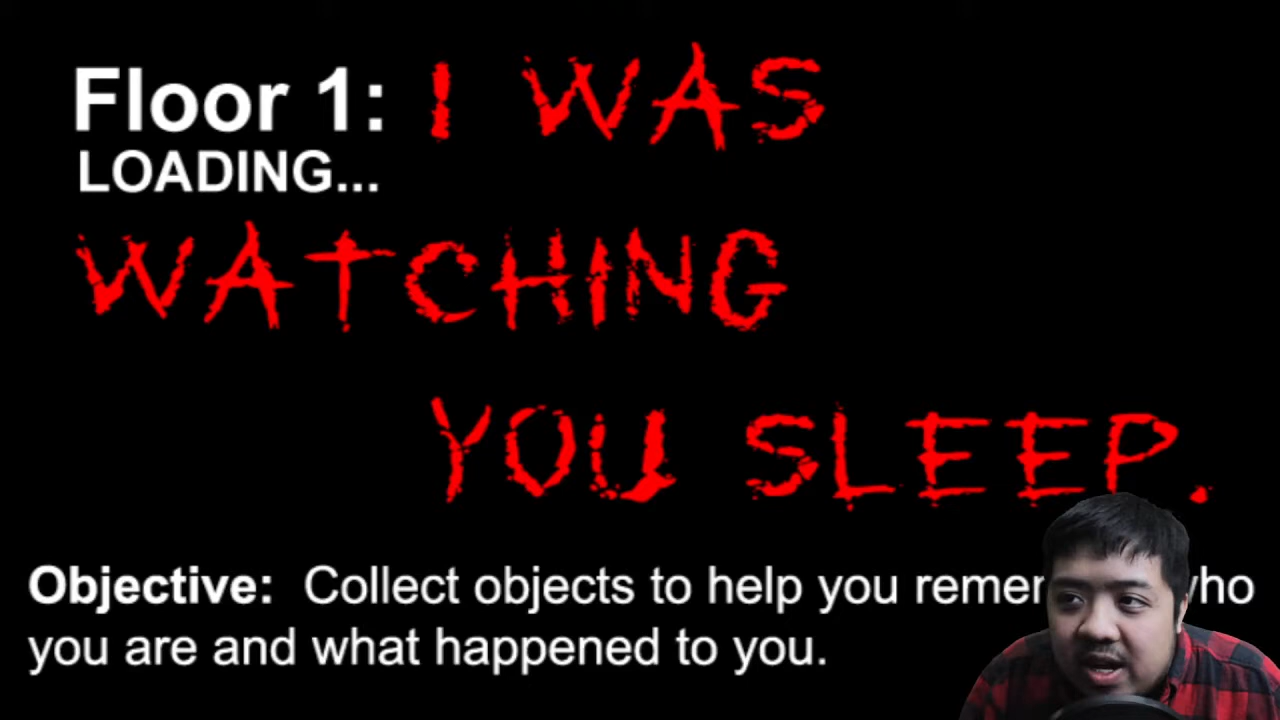 Floor 1: I WAS
LOADING...
WATCHING
YOU SLEEP.
Objective: Collect objects to help you
you are and what happened to you.